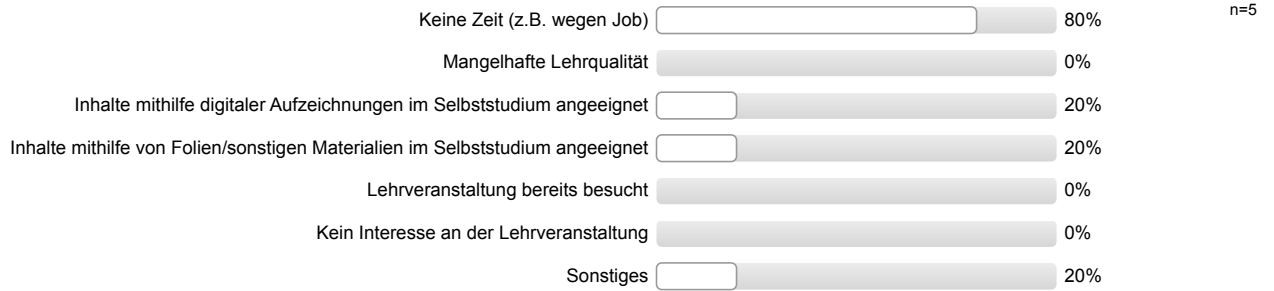 Keine Zeit (z.B. wegen Job) 80% n=5
Mangelhafte Lehrqualität 0%
Inhalte mithilfe digitaler Aufzeichnungen im Selbststudium angeeignet 20%
Inhalte mithilfe von Folien/sonstigen Materialien im Selbststudium angeeignet 20%
Lehrveranstaltung bereits besucht 0%
Kein Interesse an der Lehrveranstaltung 0%
Sonstiges 20%